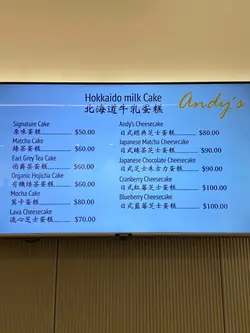 Hokkaido milk Cake
北海道牛乳蛋糕
Andy's
Signature Cake
原味蛋糕............ $50.00
Matcha Cake
綠茶蛋糕............ $60.00
Earl Grey Tea Cake
伯爵茶蛋糕............ $60.00
Organic Hojicha Cake
有機焙茶蛋糕............ $60.00
Mocha Cake
莫卡蛋糕............ $80.00
Lava Cheesecake
流心芝士蛋糕............ $70.00
Andy's Cheesecake
日式經典芝士蛋糕............ $80.00
Japanese Matcha Cheesecake
日式綠茶芝士蛋糕............ $90.00
Japanese Chocolate Cheesecake
日式芝士朱古力蛋糕............ $90.00
Cranberry Cheesecake
日式紅莓芝士蛋糕............ $100.00
Blueberry Cheesecake
日式藍莓芝士蛋糕............ $100.00